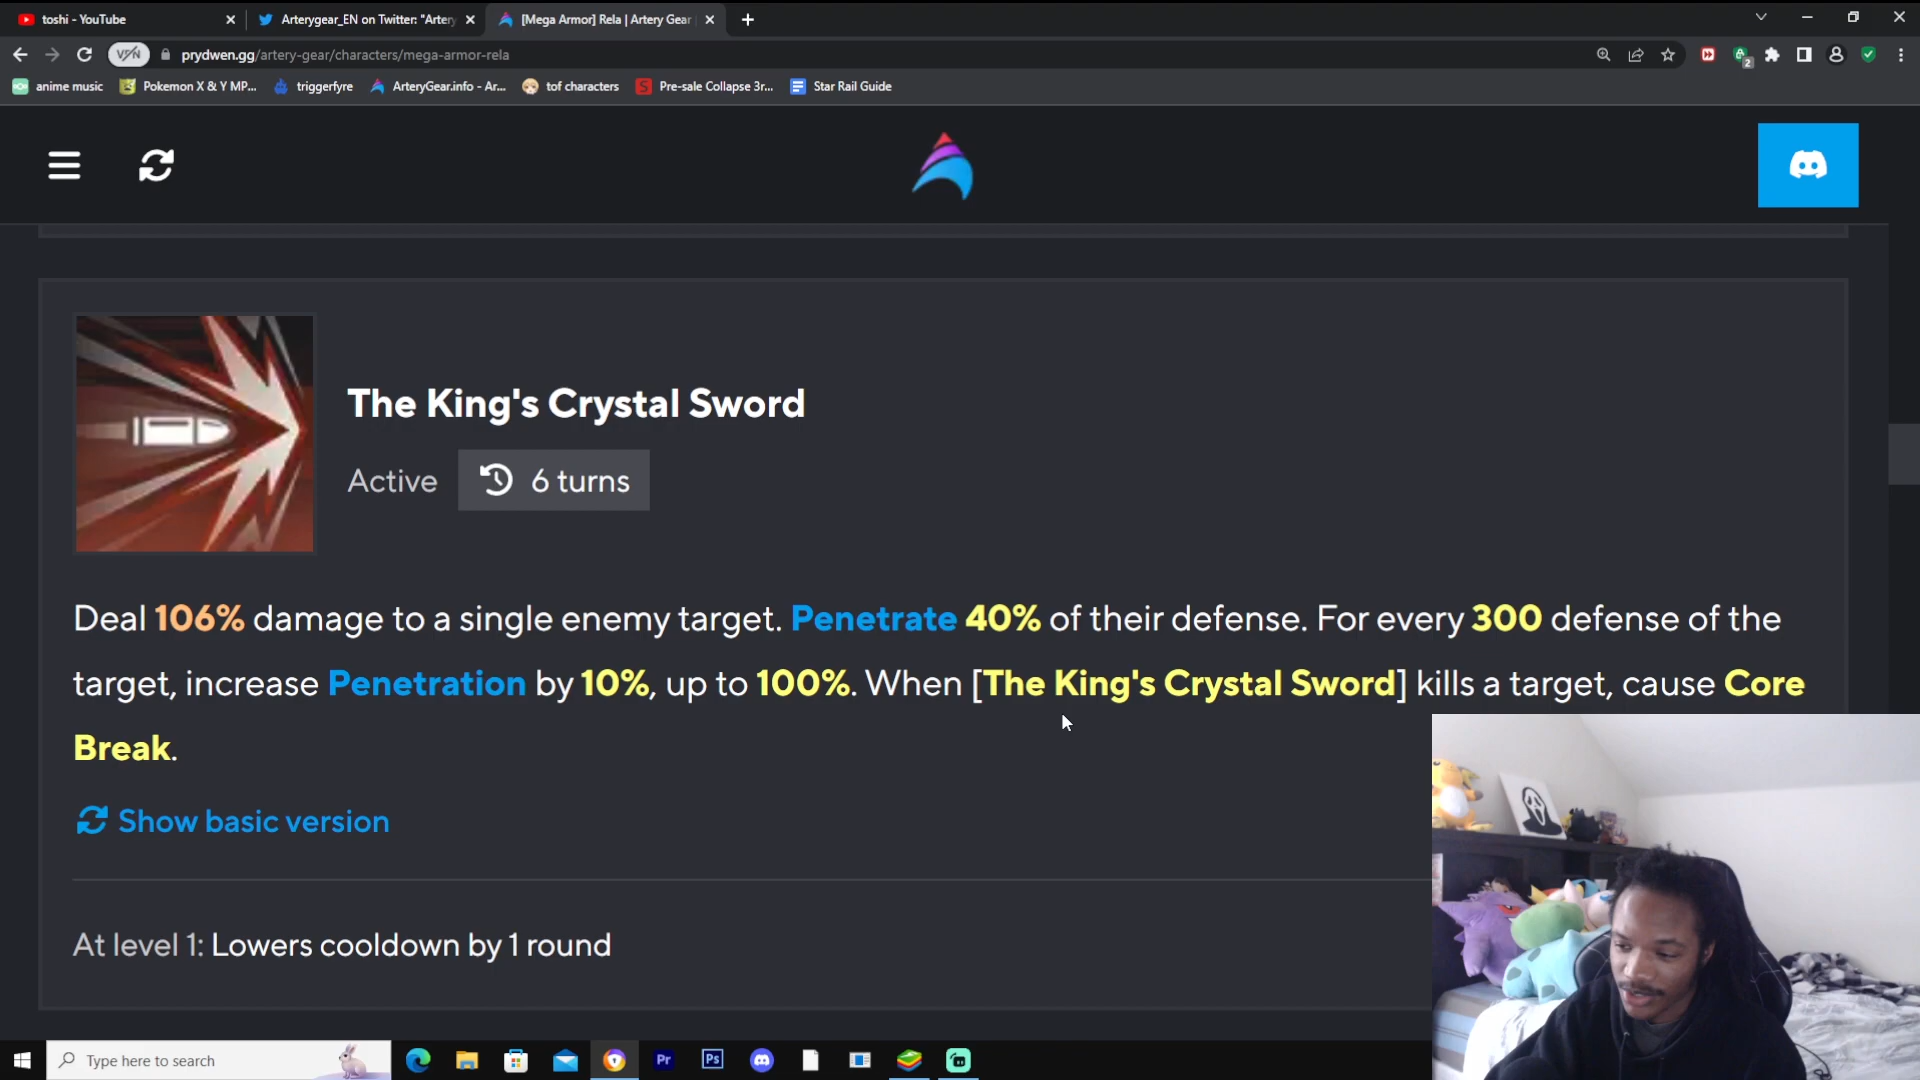 toshi - YouTube
Arterygear_EN on Twitter: "Artery
[Mega Armor] Rela | Artery Gear
VPN
prydwen.gg/artery-gear/characters/mega-armor-rela
2
anime music
Pokemon X & Y MP...
triggerfyre
ArteryGear.info - Ar...
tof characters
S
Pre-sale Collapse 3r...
Star Rail Guide
The King's Crystal Sword
Active
6 turns
Deal 106% damage to a single enemy target. Penetrate 40% of their defense. For every 300 defense of the
target, increase Penetration by 10%, up to 100%. When [The King's Crystal Sword] kills a target, cause Core
Break.
Show basic version
At level 1: Lowers cooldown by 1 round
Type here to search
Pr
Ps